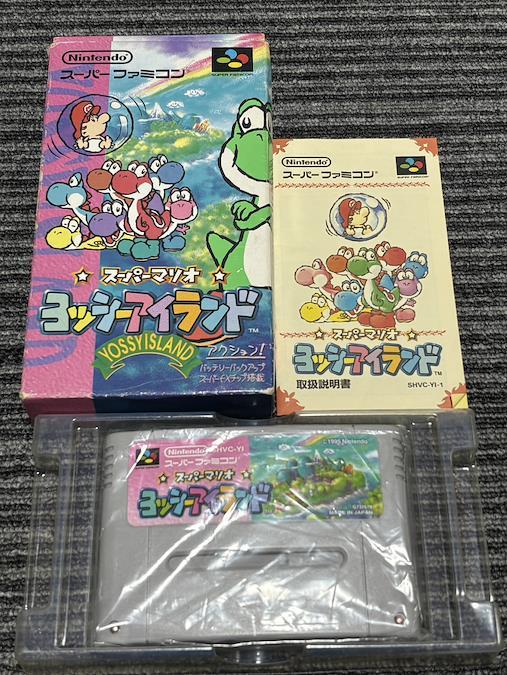 Nintendo
スーパーファミコン
SUPER FAMICOM
スーパーマリオ
ヨッシーアイランド
TM
YOSSY ISLAND
アクション!
バッテリーバックアップ
スーパーFXチップ搭載
Nintendo
スーパーファミコン
SUPER FAMICOM
スーパーマリオ
ヨッシーアイランド
TM
取扱説明書
SHVC-YI-1
Nintendo SHVC-YI
スーパーファミコン
スーパーマリオ
ヨッシーアイランド
©1995 Nintendo
MADE IN JAPAN